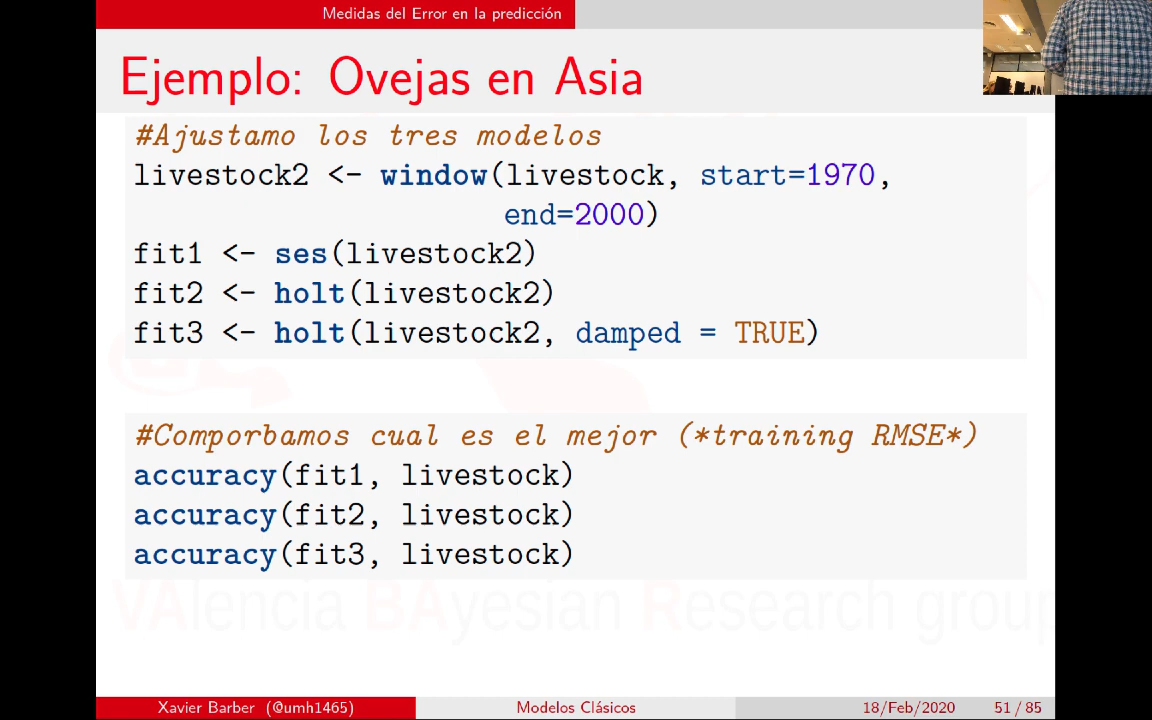 Medidas del Error en la predicción
Ejemplo: Ovejas en Asia
#Ajustamo los tres modelos
livestock2 <- window(livestock, start=1970,
end=2000)
fit1 <- ses(livestock2)
fit2 <- holt(livestock2)
fit3 <- holt(livestock2, damped = TRUE)
#Comporbamos cual es el mejor (*training RMSE*)
accuracy(fit1, livestock)
accuracy(fit2, livestock)
accuracy(fit3, livestock)
VAlencia BAyesian Research group
Xavier Barber (@umh1465) Modelos Clásicos 18/Feb/2020 51 / 85